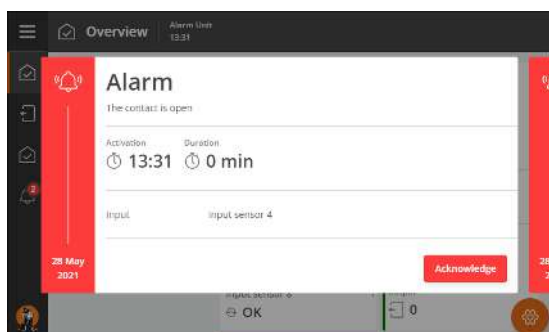 Overview
Alarm Unit
13:31
Alarm
The contact is open
Activation
Duration
13:31
0 min
Input
Input sensor 4
28 May
2021
Acknowledge
2
OK
0